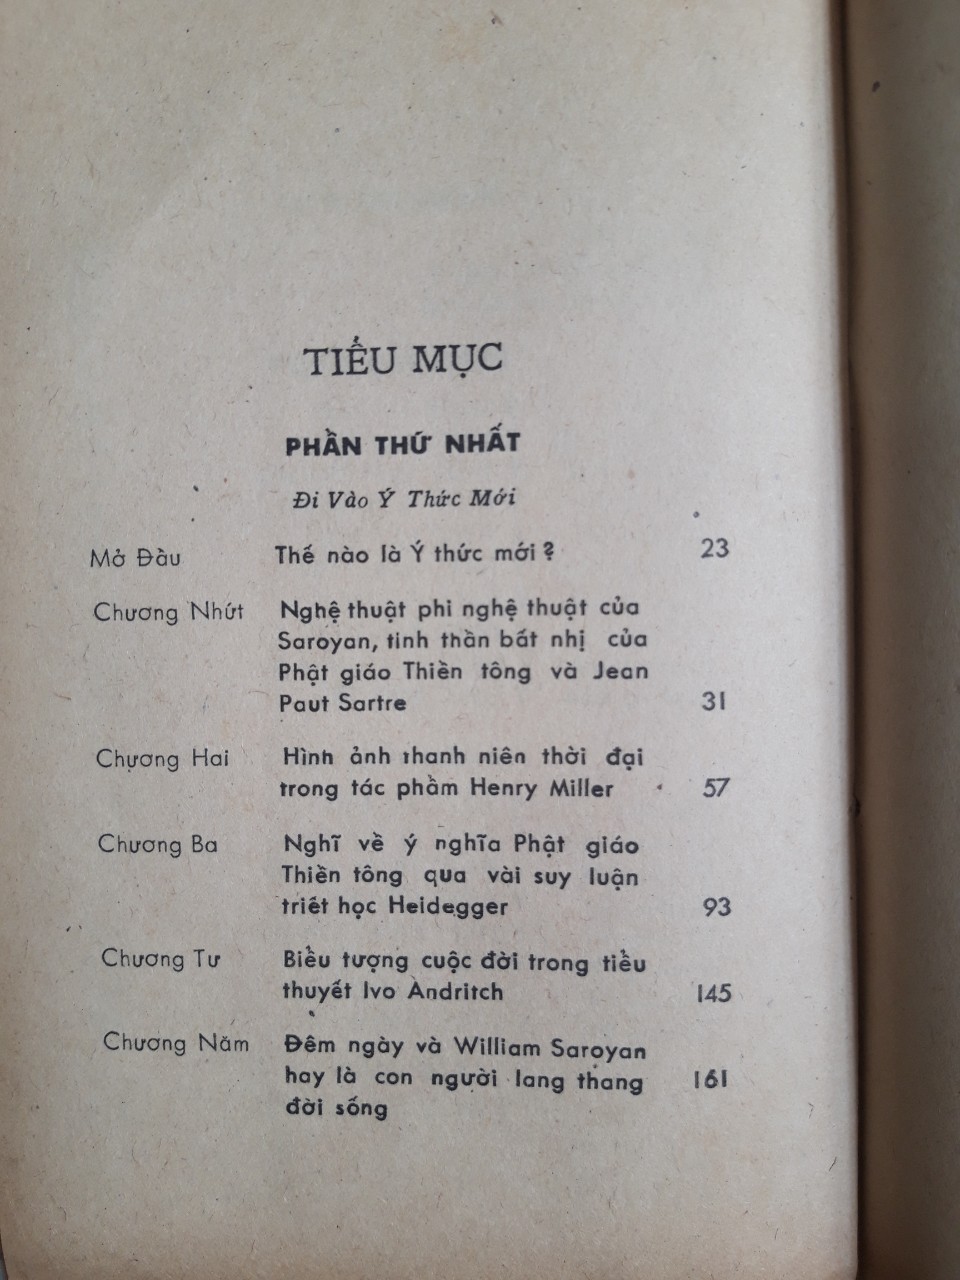 TIỂU MỤC
PHẦN THỨ NHẤT
Đi Vào Ý Thức Mới
Mở Đầu Thế nào là Ý thức mới ? 23
Chương Nhứt Nghệ thuật phi nghệ thuật của
Saroyan, tinh thần bất nhị của
Phật giáo Thiền tông và Jean
Paut Sartre 31
Chương Hai Hình ảnh thanh niên thời đại
trong tác phẩm Henry Miller 57
Chương Ba Nghĩ về ý nghĩa Phật giáo
Thiền tông qua vài suy luận
triết học Heidegger 93
Chương Tư Biểu tượng cuộc đời trong tiểu
thuyết Ivo Andritch 145
Chương Năm Đêm ngày và William Saroyan
hay là con người lang thang 161
đời sống